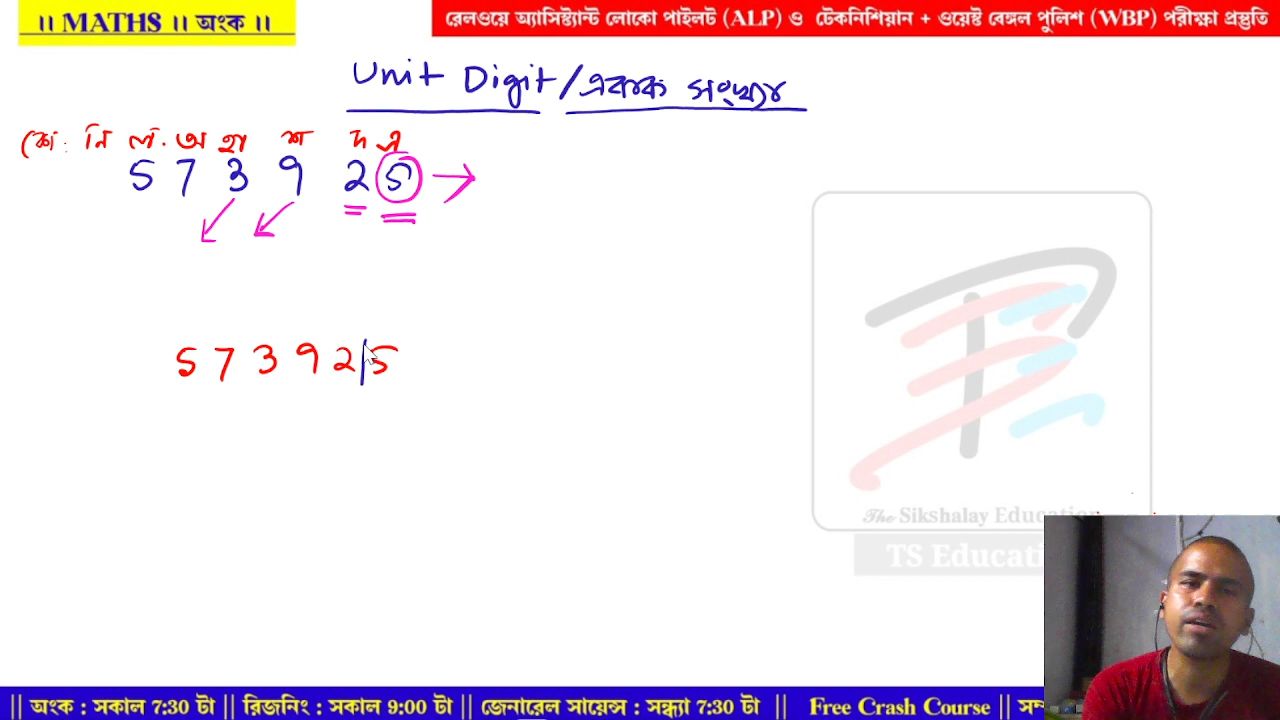 ।। MATHS ।। অংক ।।
রেলওয়ে অ্যাসিস্ট্যান্ট লোকো পাইলট (ALP) ও টেকনিশিয়ান + ওয়েস্ট বেঙ্গল পুলিশ (WBP) পরীক্ষা প্রস্তুতি
Unit Digit / একক সংখ্যার
কো: নি ল. অ হা শ দ এ
5 7 3 9 2 5
5 7 3 9 2 5
The Sikshalay Education
TS Educati
|| অংক : সকাল 7:30 টা || রিজনিং : সকাল 9:00 টা || জেনারেল সায়েন্স : সন্ধ্যা 7:30 টা || Free Crash Course ||